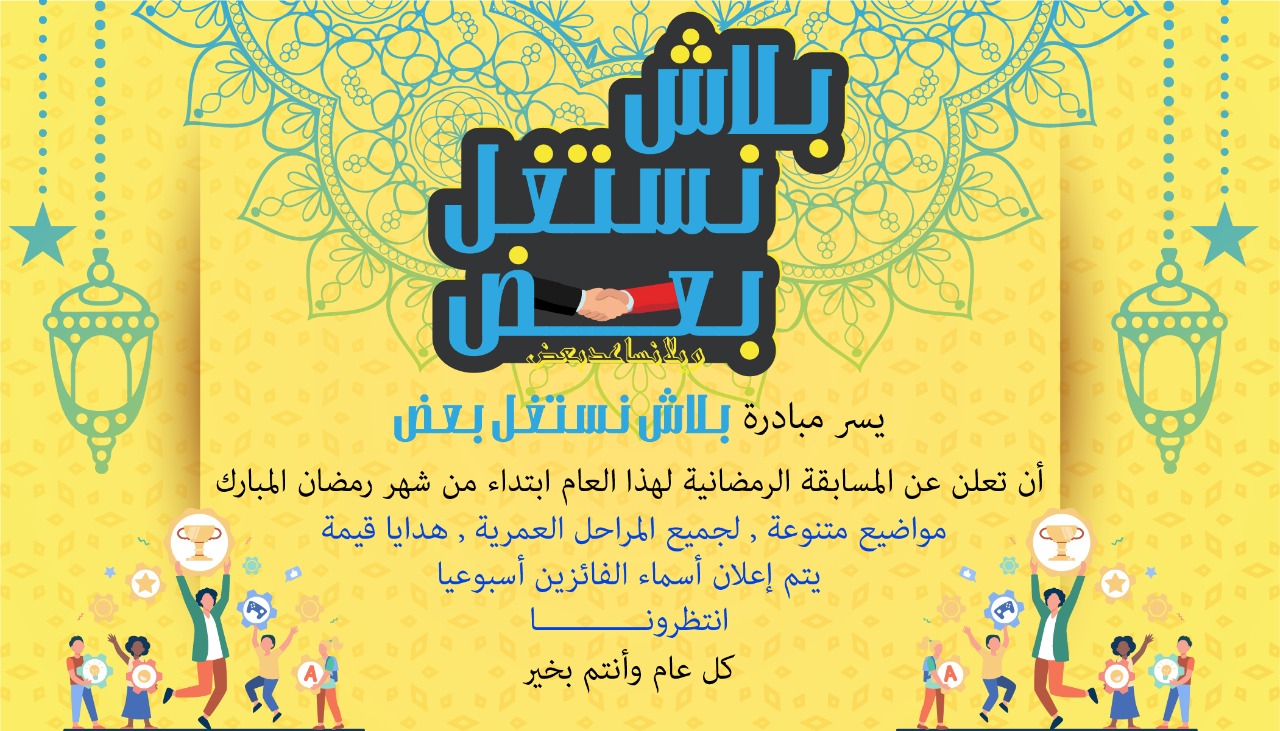 بلاش
نستغل
بعض
ويلا نساعد بعض
يسر مبادرة بلاش نستغل بعض
أن تعلن عن المسابقة الرمضانية لهذا العام ابتداء من شهر رمضان المبارك
مواضيع متنوعة , لجميع المراحل العمرية , هدايا قيمة
يتم إعلان أسماء الفائزين أسبوعيا
انتظرونـــــــــــا
كل عام وأنتم بخير
A
A